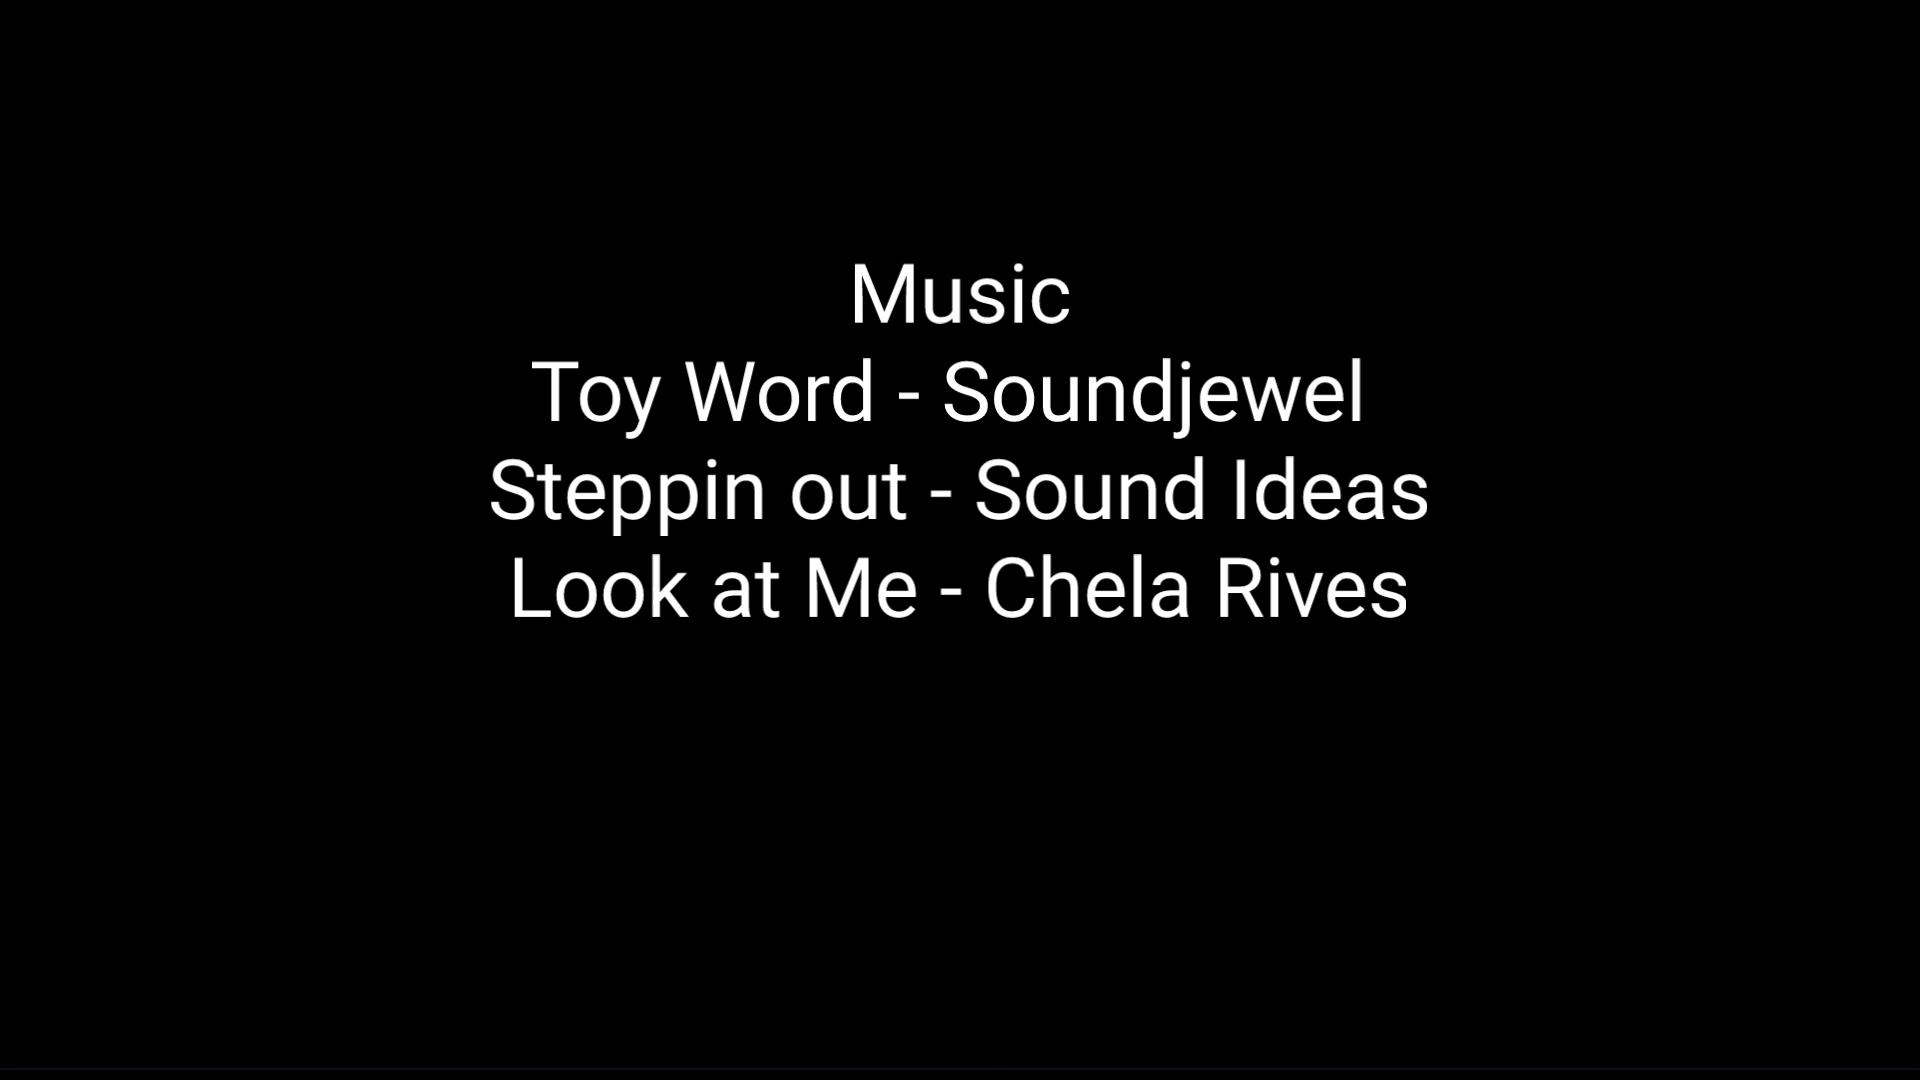 Music
Toy Word - Soundjewel
Steppin out - Sound Ideas
Look at Me - Chela Rives